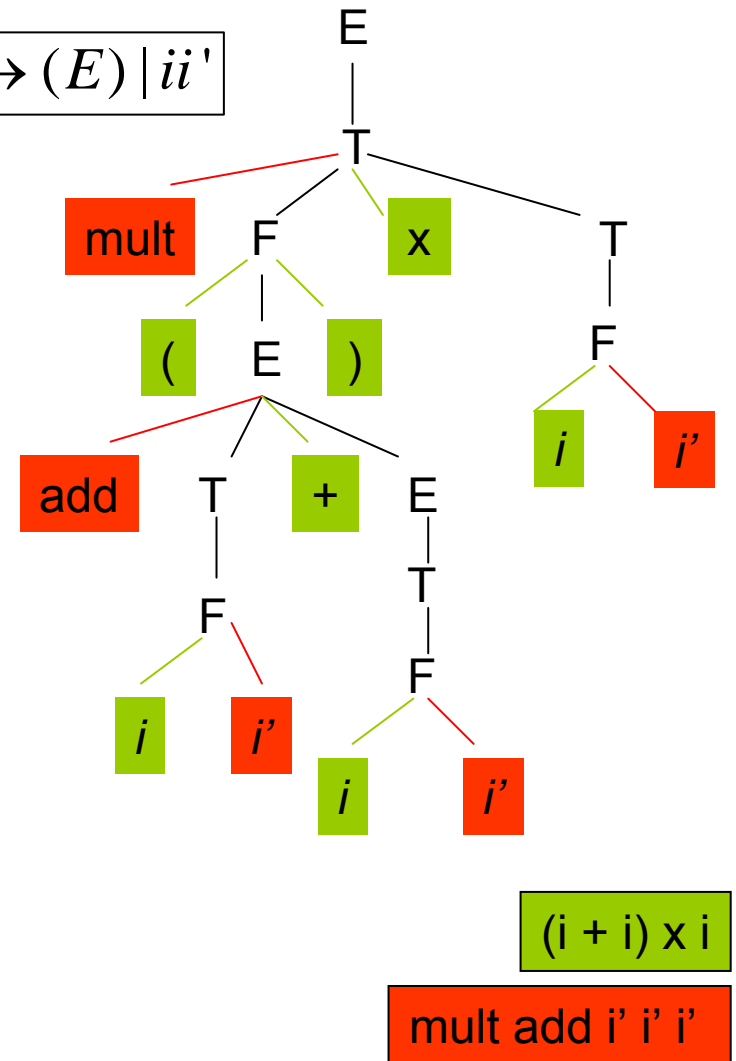 E
→ (E) | ii'
T
mult F x T
( E ) F
i i’
add T + E
T
F
F
i i’
i i’
(i + i) x i
mult add i’ i’ i’